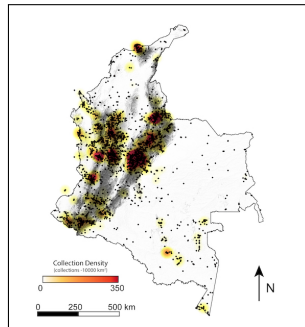 Collection Density
(collections ·10000 km²)
0 350
0 250 500 km
N